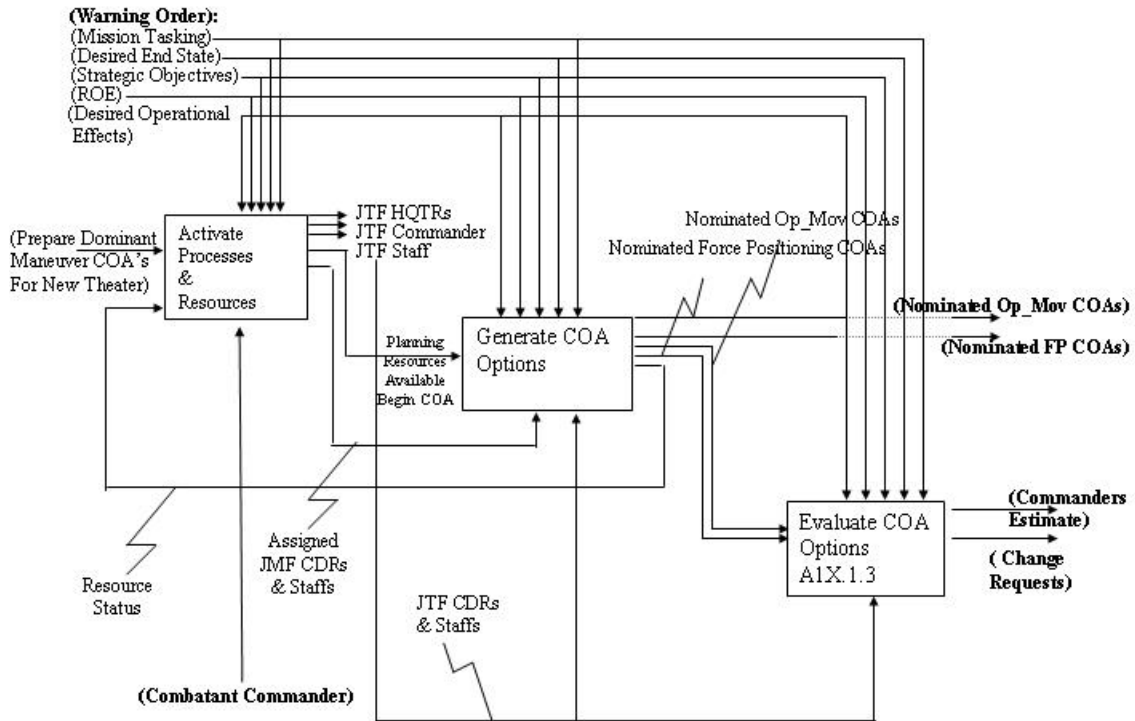 (Warning Order):
(Mission Tasking)
(Desired End State)
(Strategic Objectives)
(ROE)
(Desired Operational
Effects)
(Prepare Dominant
Maneuver COA's
For New Theater)
Activate
Processes
&
Resources
JTF HQTRs
JTF Commander
JTF Staff
Nominated Op_Mov COAs
Nominated Force Positioning COAs
(Nominated Op_Mov COAs)
(Nominated FP COAs)
Planning
Resources
Available
Begin COA
Generate COA
Options
Evaluate COA
Options
A1X.1.3
(Commanders
Estimate)
( Change
Requests)
Assigned
JMF CDRs
& Staffs
Resource
Status
JTF CDRs
& Staffs
(Combatant Commander)